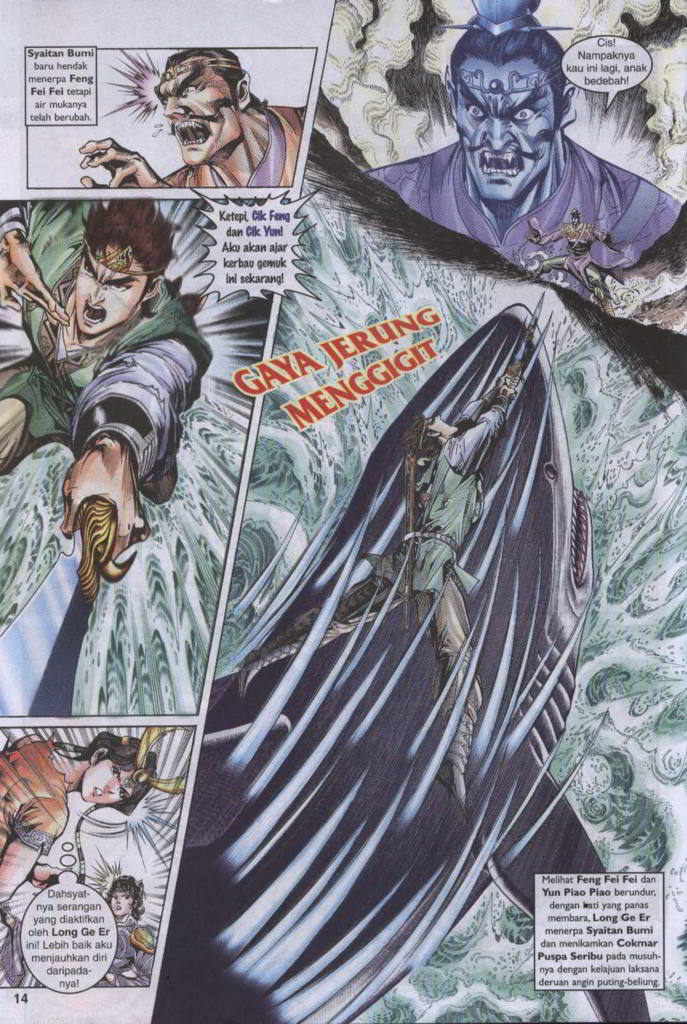 Syaitan Bumi
baru hendak
menerpa Feng
Fei Fei tetapi
air mukanya
telah berubah.
Cis!
Nampaknya
kau ini lagi, anak
bedebah!
Ketepi, Cik Feng
dan Cik Yun!
Aku akan ajar
kerbau gemuk
ini sekarang!
GAYA JERUNG
MENGGIGIT
Dahsyat-
nya serangan
yang diaktifkan
oleh Long Ge Er
ini! Lebih baik aku
menjauhkan diri
daripada-
nya!
Melihat Feng Fei Fei dan
Yun Piao Piao berundur,
dengan hati yang panas
membara, Long Ge Er
menerpa Syaitan Bumi
dan menikamkan Cokmar
Puspa Seribu pada musuh-
nya dengan kelajuan laksana
deruan angin puting-beliung.
14